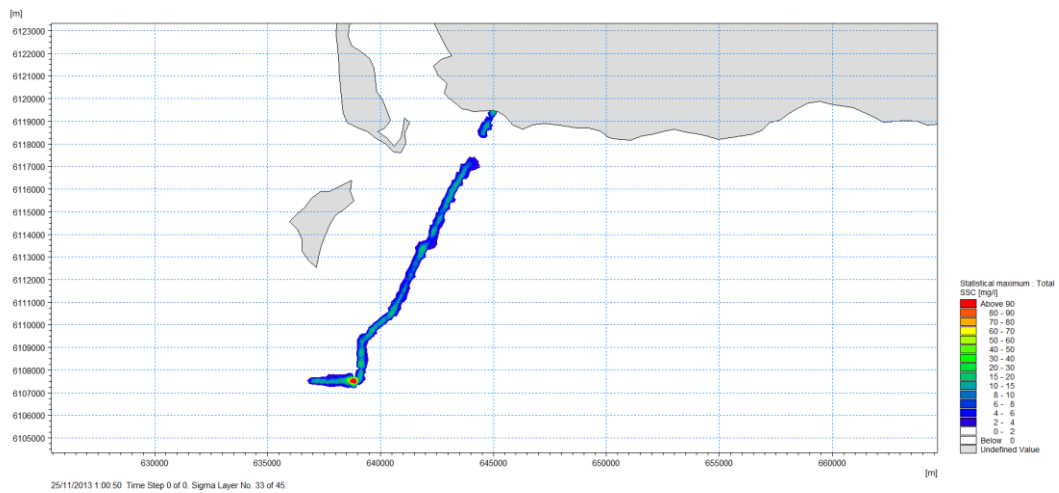 [m]
6123000
6122000
6121000
6120000
6119000
6118000
6117000
6116000
6115000
6114000
6113000
6112000
6111000
6110000
6109000
6108000
6107000
6106000
6105000
630000 635000 640000 645000 650000 655000 660000
[m]
Statistical maximum : Total
SSC [mg/l]
Above 90
80 - 90
70 - 80
60 - 70
50 - 60
40 - 50
30 - 40
20 - 30
15 - 20
10 - 15
8 - 10
6 - 8
4 - 6
2 - 4
0 - 2
Below 0
Undefined Value
25/11/2013 1:00:50 Time Step 0 of 0. Sigma Layer No. 33 of 45.